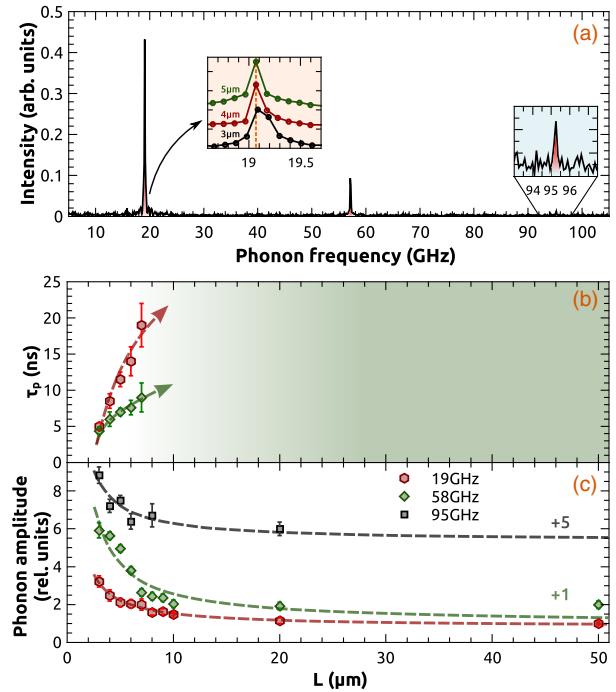 (a)
Intensity (arb. units)
0.5
0.4
0.3
0.2
0.1
0
5μm
4μm
3μm
19
19.5
94 95 96
10 20 30 40 50 60 70 80 90 100
Phonon frequency (GHz)
(b)
τp (ns)
25
20
15
10
5
0
(c)
Phonon amplitude
(rel. units)
8
6
4
2
0
19GHz
58GHz
95GHz
+5
+1
0 10 20 30 40 50
L (μm)